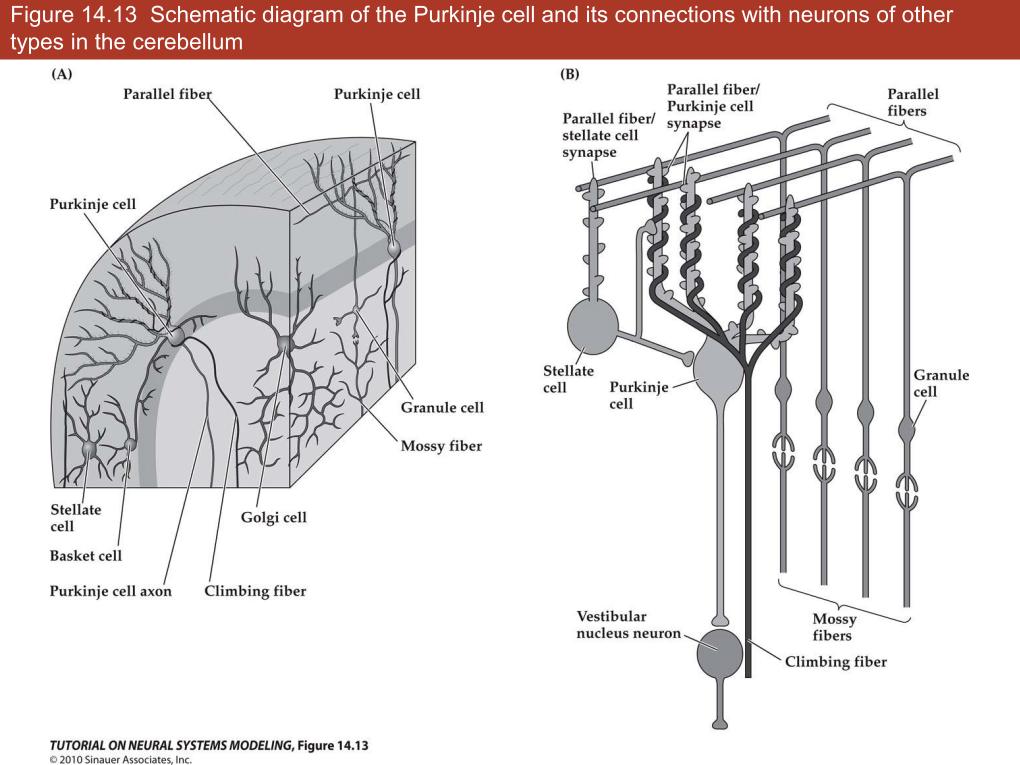 Figure 14.13  Schematic diagram of the Purkinje cell and its connections with neurons of other
types in the cerebellum
(A)
Parallel fiber
Purkinje cell
Purkinje cell
Granule cell
Mossy fiber
Stellate
cell
Golgi cell
Basket cell
Purkinje cell axon
Climbing fiber
(B)
Parallel fiber/
Purkinje cell
synapse
Parallel
fibers
Parallel fiber/
stellate cell
synapse
Stellate
cell
Purkinje
cell
Granule
cell
Vestibular
nucleus neuron
Mossy
fibers
Climbing fiber
TUTORIAL ON NEURAL SYSTEMS MODELING, Figure 14.13
© 2010 Sinauer Associates, Inc.